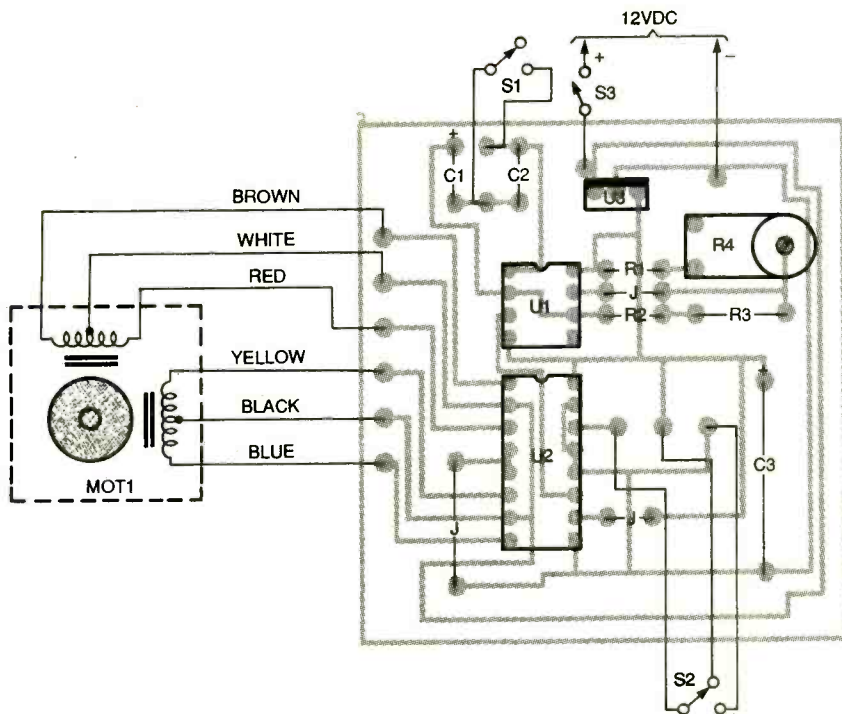 12VDC
+
−
S1
S3
+
C1
C2
U3
BROWN
R4
WHITE
R1
RED
J
U1
R2
R3
YELLOW
+
BLACK
U2
C3
BLUE
MOT1
J
J
S2